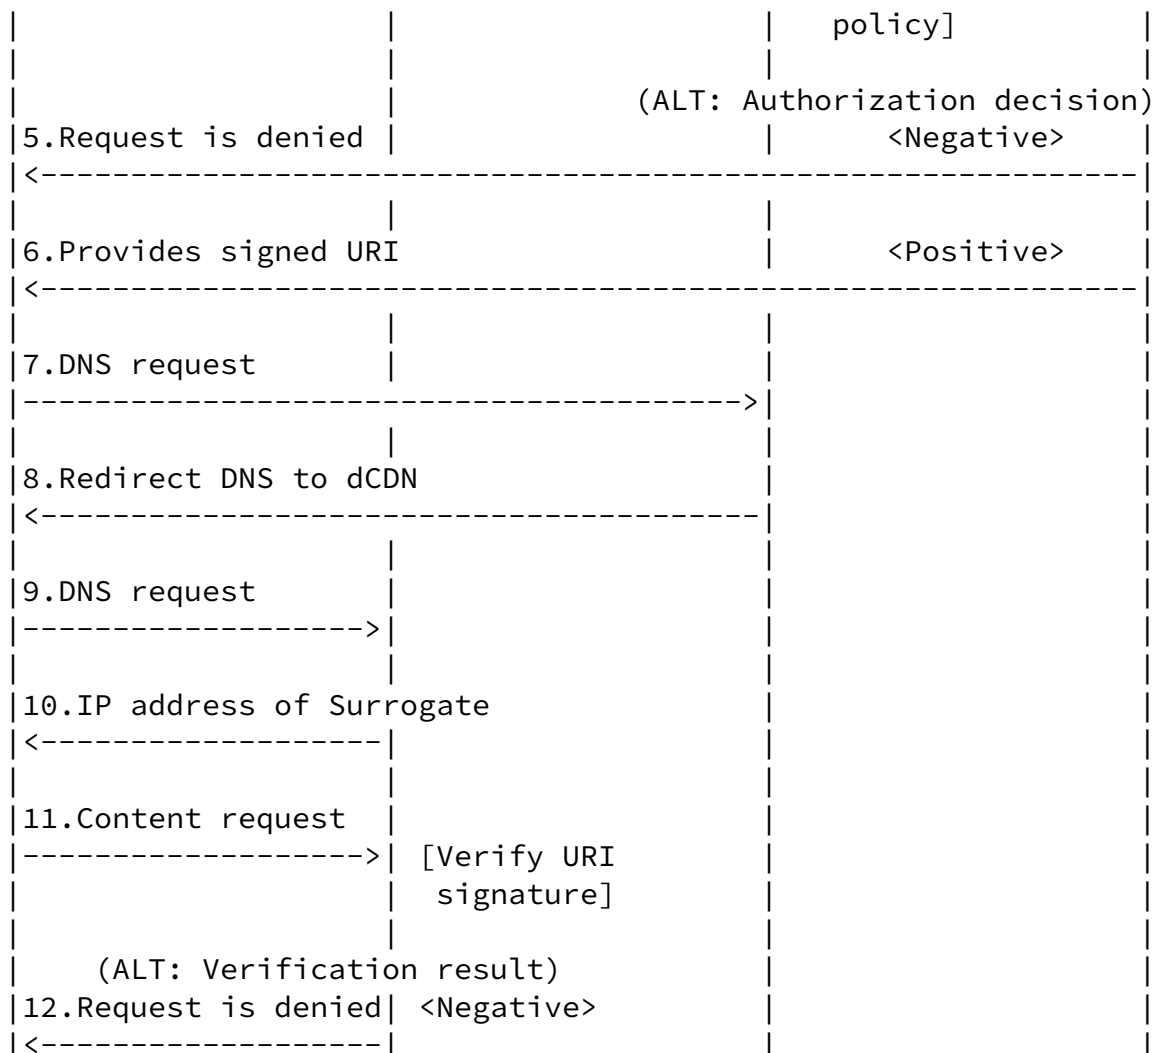 |                    |                    |   policy]          |
|                    |                    |                    |
|                    |             (ALT: Authorization decision)
|5.Request is denied |                    |      <Negative>    |
|<-------------------------------------------------------------|
|                    |                    |                    |
|6.Provides signed URI                    |      <Positive>    |
|<-------------------------------------------------------------|
|                    |                    |                    |
|7.DNS request       |                    |                    |
|---------------------------------------->|                    |
|                    |                    |                    |
|8.Redirect DNS to dCDN                   |                    |
|<----------------------------------------|                    |
|                    |                    |                    |
|9.DNS request       |                    |                    |
|------------------->|                    |                    |
|                    |                    |                    |
|10.IP address of Surrogate               |                    |
|<-------------------|                    |                    |
|                    |                    |                    |
|11.Content request  |                    |                    |
|------------------->| [Verify URI        |                    |
|                    |  signature]        |                    |
|                    |                    |                    |
|    (ALT: Verification result)           |                    |
|12.Request is denied| <Negative>         |                    |
|<-------------------|                    |                    |